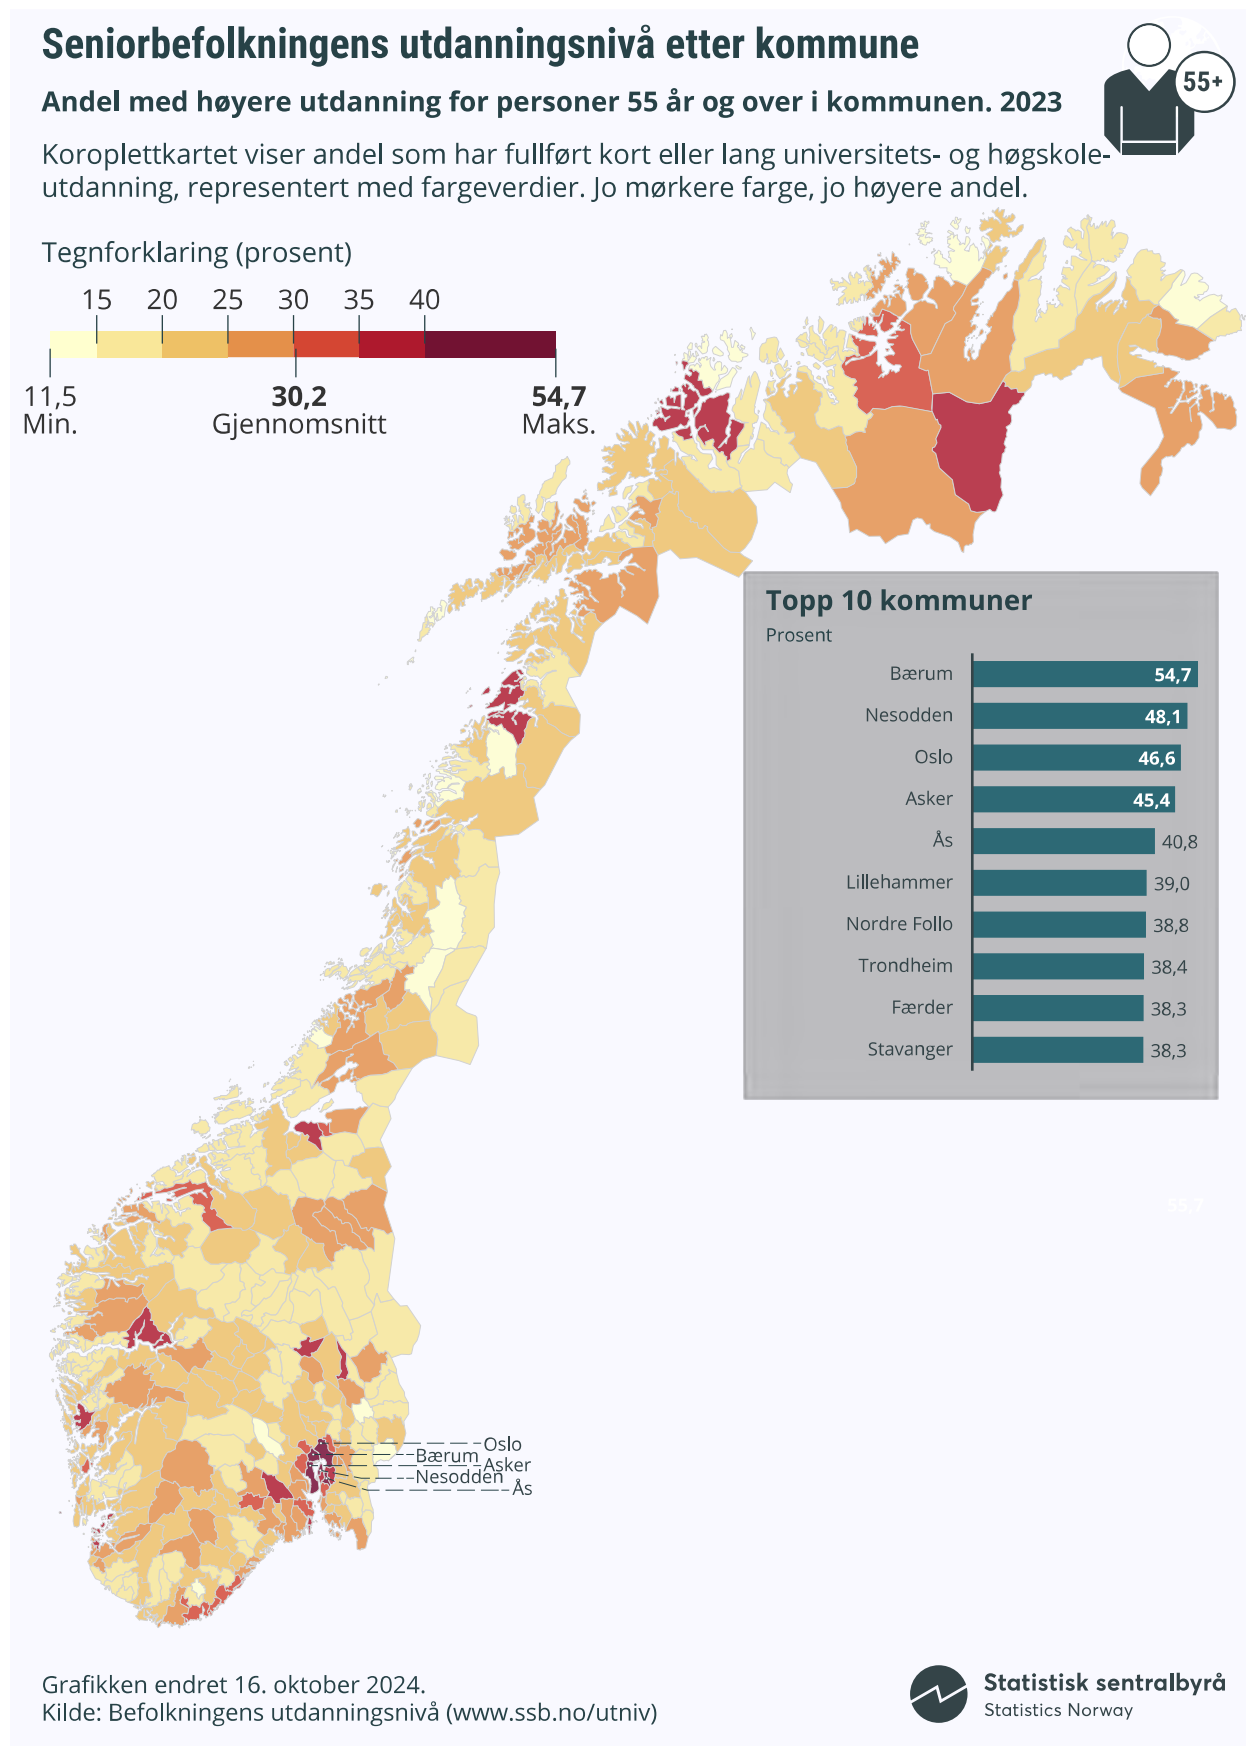 Seniorbefolkningens utdanningsnivå etter kommune
Andel med høyere utdanning for personer 55 år og over i kommunen. 2023
55+
Koroplettkartet viser andel som har fullført kort eller lang universitets- og høgskole-
utdanning, representert med fargeverdier. Jo mørkere farge, jo høyere andel.
Tegnforklaring (prosent)
15 20 25 30 35 40
11,5 30,2 54,7
Min. Gjennomsnitt Maks.
Topp 10 kommuner
Prosent
Bærum 54,7
Nesodden 48,1
Oslo 46,6
Asker 45,4
Ås 40,8
Lillehammer 39,0
Nordre Follo 38,8
Trondheim 38,4
Færder 38,3
Stavanger 38,3
55,7
Oslo
Bærum
Asker
Nesodden
Ås
Grafikken endret 16. oktober 2024.
Kilde: Befolkningens utdanningsnivå (www.ssb.no/utniv)
Statistisk sentralbyrå
Statistics Norway